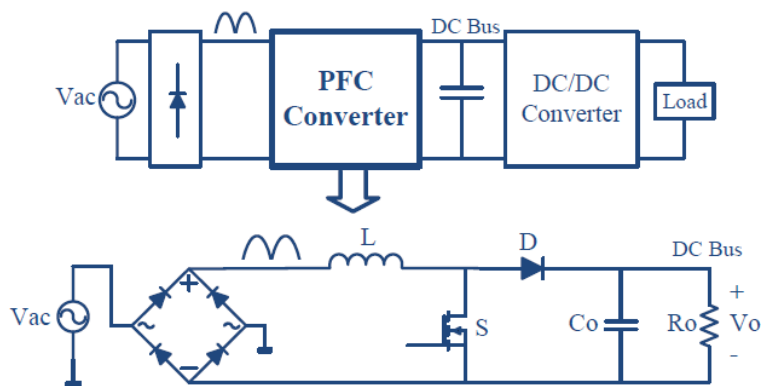 DC Bus
Vac
PFC
Converter
DC/DC
Converter
Load
L
D
DC Bus
Vac
+
~
~
−
S
Co
Ro
+
Vo
-